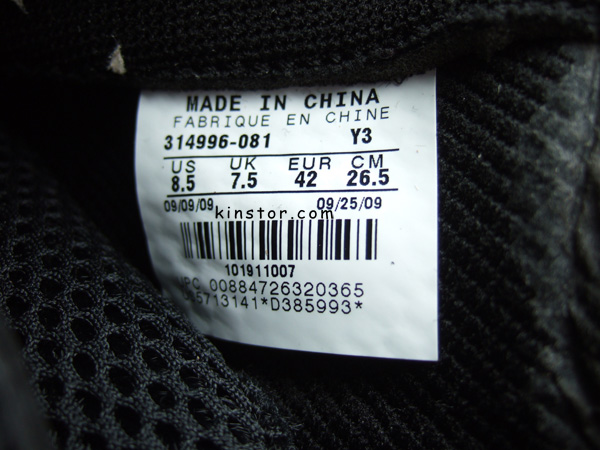 MADE IN CHINA
FABRIQUE EN CHINE
314996-081 Y3
US UK EUR CM
8.5 7.5 42 26.5
09/09/09 09/25/09
kinstor.com
101911007
00884726320365
5713141*D385993*